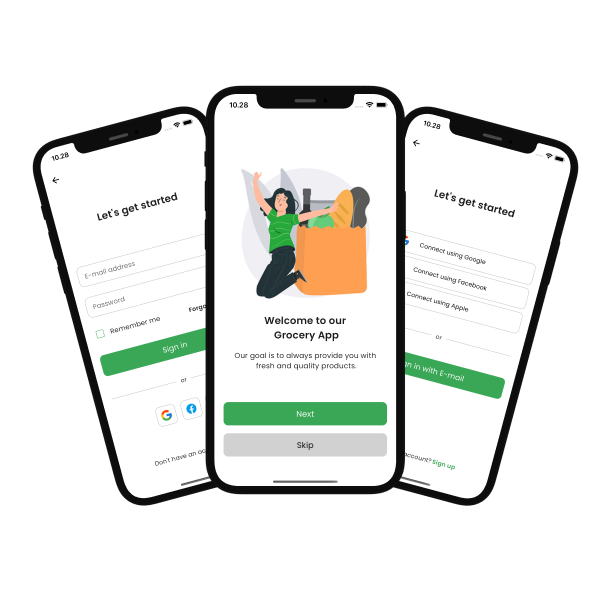 10.28
Let's get started
E-mail address
Password
Remember me
Sign in
or
Don't have an
10.28
Welcome to our
Grocery App
Our goal is to always provide you with
fresh and quality products.
Next
Skip
10.28
Let's get started
Connect using Google
Connect using Facebook
Connect using Apple
or
in with E-mail
account? Sign up